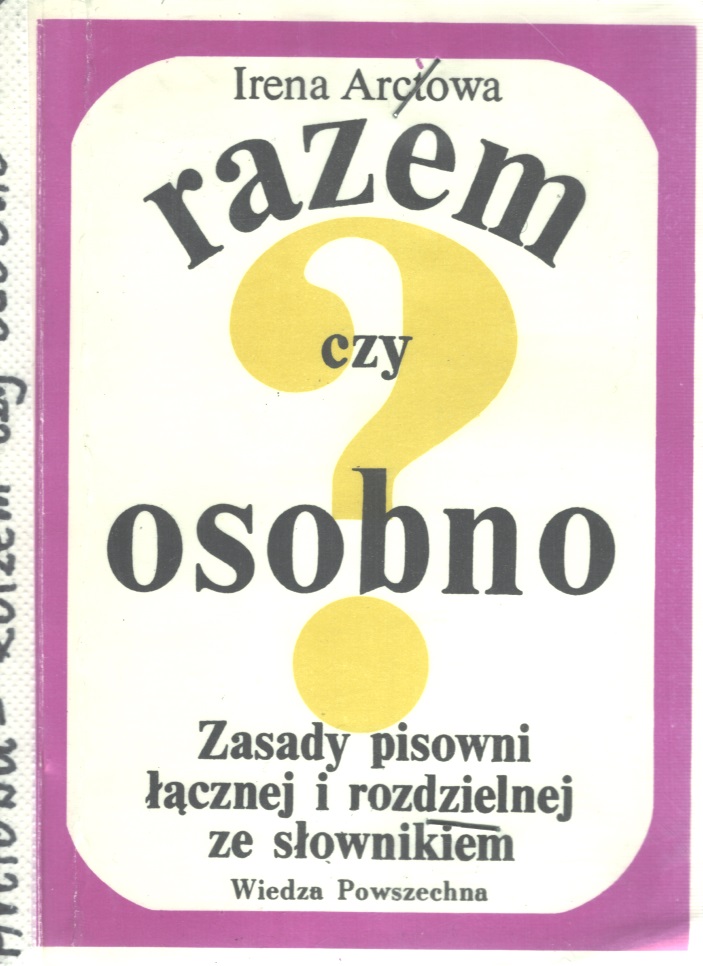 Irena Arctowa
razem
czy
osobno
?
Zasady pisowni
łącznej i rozdzielnej
ze słownikiem
Wiedza Powszechna